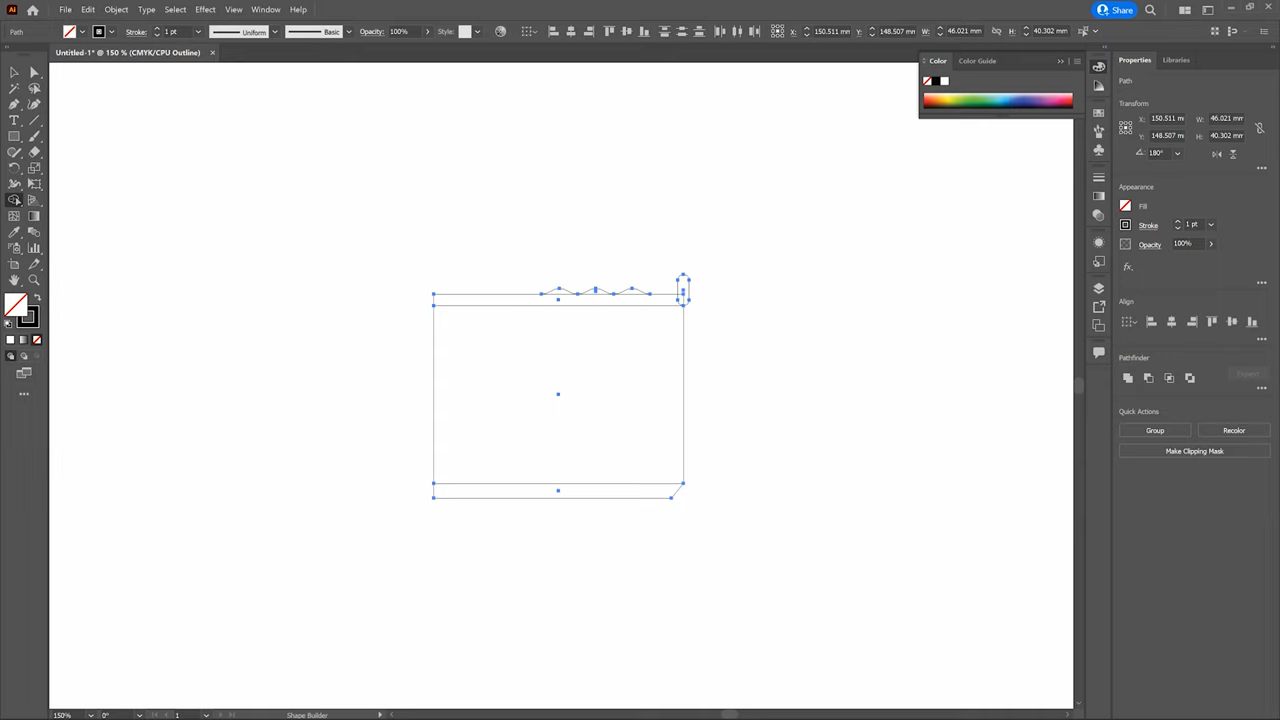 Ai File Edit Object Type Select Effect View Window Help Share
Path Stroke: 1 pt Uniform Basic Opacity: 100% Style: X: 150.511 mm Y: 148.507 mm W: 46.021 mm H: 40.302 mm
Untitled-1* @ 150 % (CMYK/CPU Outline) ×
Color Color Guide
Properties Libraries
Path
Transform
X: 150.511 m W: 46.021 mm
Y: 148.507 m H: 40.302 mm
180°
Appearance
Fill
Stroke 1 pt
Opacity 100%
fx.
Align
Pathfinder
Expand
Quick Actions
Group Recolor
Make Clipping Mask
150% 0° 1 Shape Builder